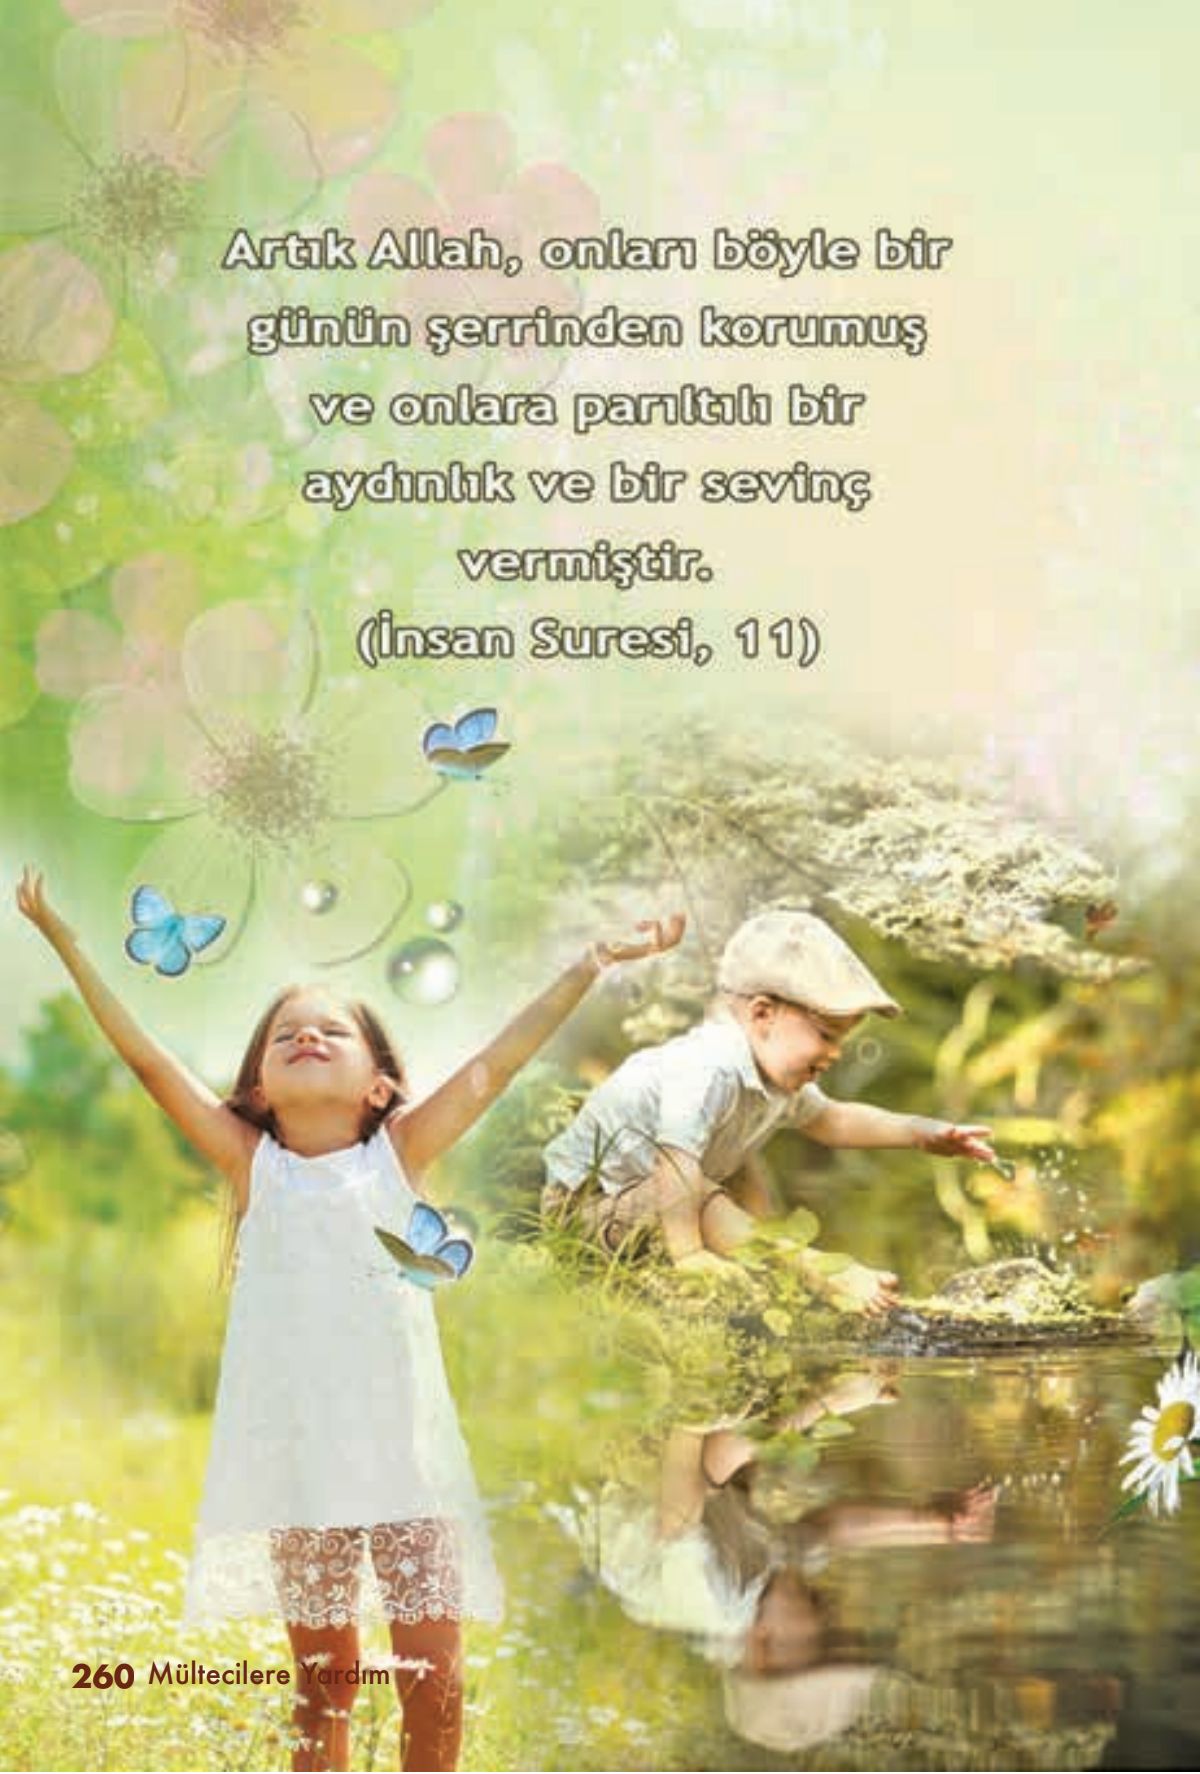 Artık Allah, onları böyle bir
günün şerrinden korumuş
ve onlara parıltılı bir
aydınlık ve bir sevinç
vermiştir.
(İnsan Suresi, 11)
260 Mültecilere Yardım